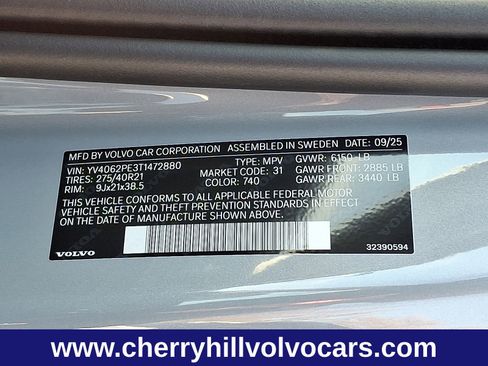 MFD BY VOLVO CAR CORPORATION ASSEMBLED IN SWEDEN 09/25
VIN: YV4062PE3T1472880 TYPE: MPV GVWR: 6150 LB
TIRES: 275/40R21 MARKET CODE: 31 GAWR FRONT: 2885 LB
RIM: 9Jx21x38.5 COLOR: 740 GAWR REAR: 3440 LB
THIS VEHICLE CONFORMS TO ALL APPLICABLE FEDERAL MOTOR
VEHICLE SAFETY AND THEFT PREVENTION STANDARDS
IN EFFECT ON THE DATE OF MANUFACTURE SHOWN ABOVE.
VOLVO 32390594
www.cherryhillvolvocars.com